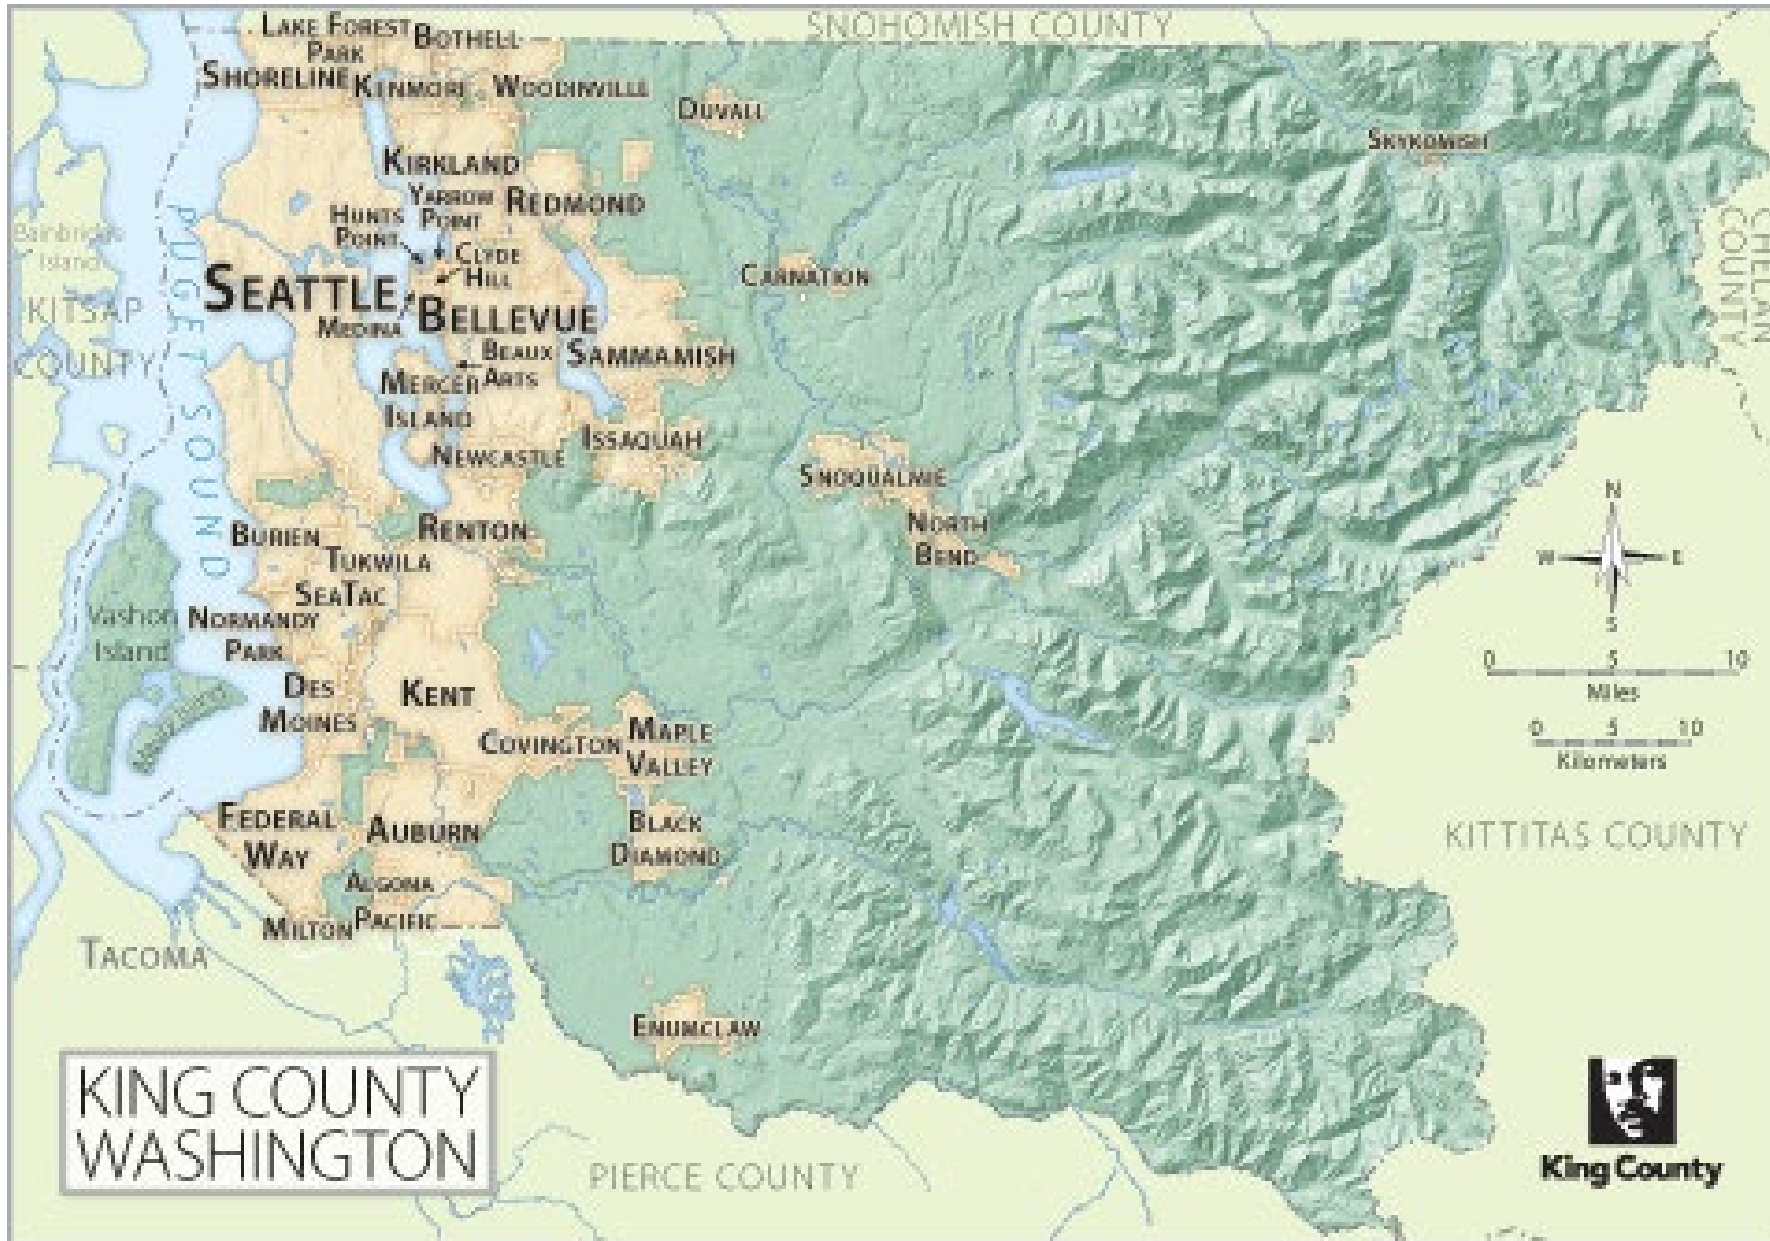 SNOHOMISH COUNTY
LAKE FOREST
PARK
BOTHELL
SHORELINE
KENMORE
WOODINVILLE
DUVALL
SKYKOMISH
KIRKLAND
YARROW
POINT
REDMOND
HUNTS
POINT
CLYDE
HILL
Bainbridge
Island
KITSAP
COUNTY
PUGET SOUND
CHELAN
COUNTY
SEATTLE
MEDINA
BELLEVUE
CARNATION
BEAUX
ARTS
SAMMAMISH
MERCER
ISLAND
ISSAQUAH
NEWCASTLE
SNOQUALMIE
NORTH
BEND
BURIEN
RENTON
TUKWILA
SEATAC
Vashon
Island
NORMANDY
PARK
DES
MOINES
KENT
COVINGTON
MAPLE
VALLEY
FEDERAL
WAY
AUBURN
BLACK
DIAMOND
ALGONA
PACIFIC
MILTON
TACOMA
ENUMCLAW
N
W E
S
0 5 10
Miles
0 5 10
Kilometers
KITTITAS COUNTY
KING COUNTY
WASHINGTON
PIERCE COUNTY
King County